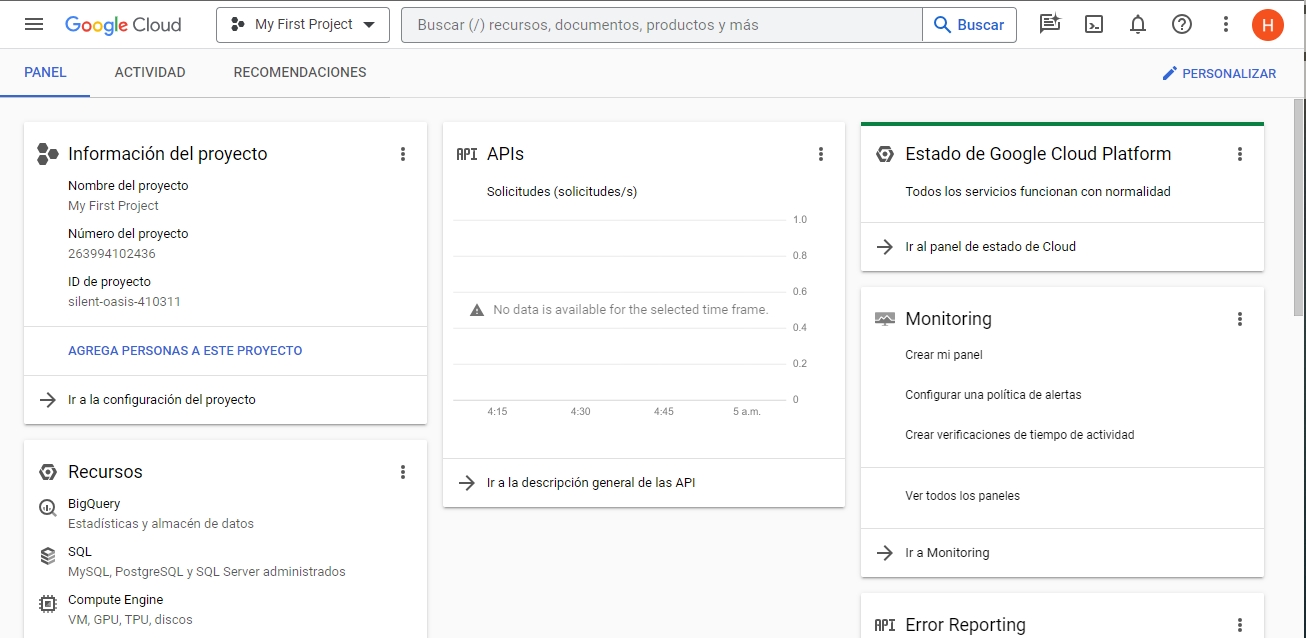 Google Cloud
My First Project
Buscar (/) recursos, documentos, productos y más
Buscar
H
PANEL
ACTIVIDAD
RECOMENDACIONES
PERSONALIZAR
Información del proyecto
Nombre del proyecto
My First Project
Número del proyecto
263994102436
ID de proyecto
silent-oasis-410311
AGREGA PERSONAS A ESTE PROYECTO
Ir a la configuración del proyecto
Recursos
BigQuery
Estadísticas y almacén de datos
SQL
MySQL, PostgreSQL y SQL Server administrados
Compute Engine
VM, GPU, TPU, discos
API APIs
Solicitudes (solicitudes/s)
1.0
0.8
0.6
No data is available for the selected time frame.
0.4
0.2
0
4:15 4:30 4:45 5 a.m.
Ir a la descripción general de las API
Estado de Google Cloud Platform
Todos los servicios funcionan con normalidad
Ir al panel de estado de Cloud
Monitoring
Crear mi panel
Configurar una política de alertas
Crear verificaciones de tiempo de actividad
Ver todos los paneles
Ir a Monitoring
API Error Reporting